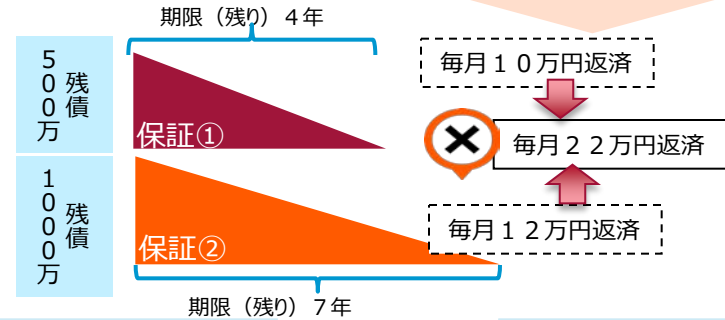 期限（残り）４年
残債
５００万
保証①
毎月１０万円返済
毎月２２万円返済
残債
１０００万
保証②
毎月１２万円返済
期限（残り）７年